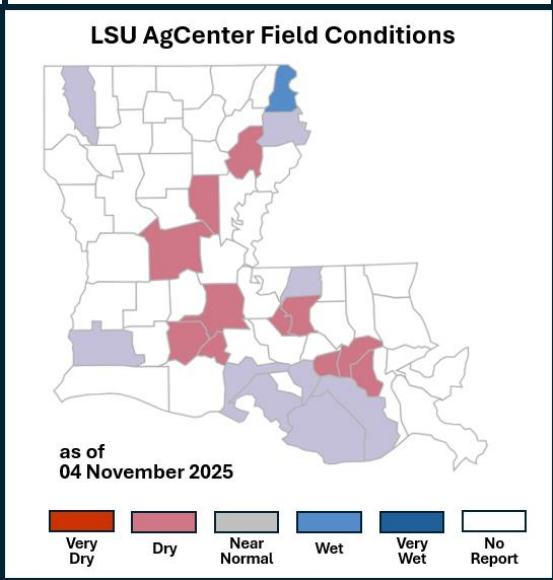 LSU AgCenter Field Conditions
as of
04 November 2025
Very
Dry
Dry
Near
Normal
Wet
Very
Wet
No
Report